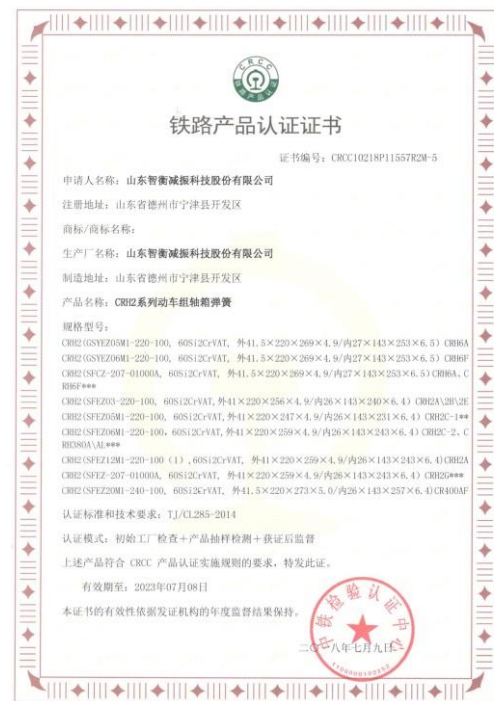 CRCC
铁路产品认证
铁路产品认证证书
证书编号：CRCC10218P11557R2M-5
申请人名称：山东智衡减振科技股份有限公司
注册地址：山东省德州市宁津县开发区
商标/商标名称：
生产厂名称：山东智衡减振科技股份有限公司
制造地址：山东省德州市宁津县开发区
产品名称：CRH2系列动车组轴箱弹簧
规格型号：
CRH2(GSYEZ05M1-220-100, 60Si2CrVAT, 外41.5×220×269×4.9/内27×143×253×6.5)CRH6A
CRH2(GSYEZ06M1-220-100, 60Si2CrVAT, 外41.5×220×269×4.9/内27×143×253×6.5)CRH6F
CRH2(SFCZ-207-01000A, 60Si2CrVAT, 外41.5×220×269×4.9/内27×143×253×6.5)CRH6A、C
RH6F***
CRH2(SFEZ03-220-100, 60Si2CrVAT,外41×220×256×4.9/内26×143×240×6.4)CRH2A\2B\2E
CRH2(SFEZ05M1-220-100, 60Si2CrVAT, 外41×220×247×4.9/内26×143×231×6.4) CRH2C-1**
CRH2(SFEZ06M1-220-100, 60Si2CrVAT, 外41×220×259×4.9/内26×143×243×6.4)CRH2C-2、C
RH380A\AL***
CRH2(SFEZ12M1-220-100 (1) ,60Si2CrVAT, 外41×220×259×4.9/内26×143×243×6.4)CRH2A
CRH2(SFEZ-207-01000A, 60Si2CrVAT, 外41×220×259×4.9/内26×143×243×6.4) CRH2G***
CRH2(SFEZ20M1-240-100, 60Si2CrVAT, 外41.5×220×273×5.0/内26×143×257×6.4)CR400AF
认证标准和技术要求：TJ/CL285-2014
认证模式：初始工厂检查＋产品抽样检测＋获证后监督
上述产品符合 CRCC 产品认证实施规则的要求，特发此证。
有效期至：2023年07月08日
本证书的有效性依据发证机构的年度监督结果保持。
中铁检验认证中心
二〇一八年七月九日